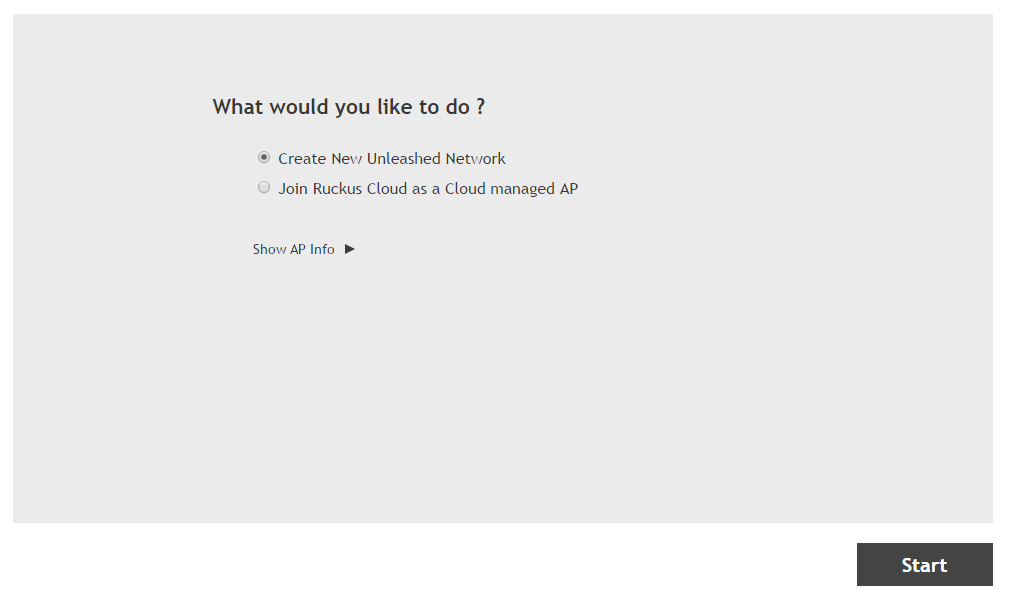 What would you like to do ?
Create New Unleashed Network
Join Ruckus Cloud as a Cloud managed AP
Show AP Info
Start